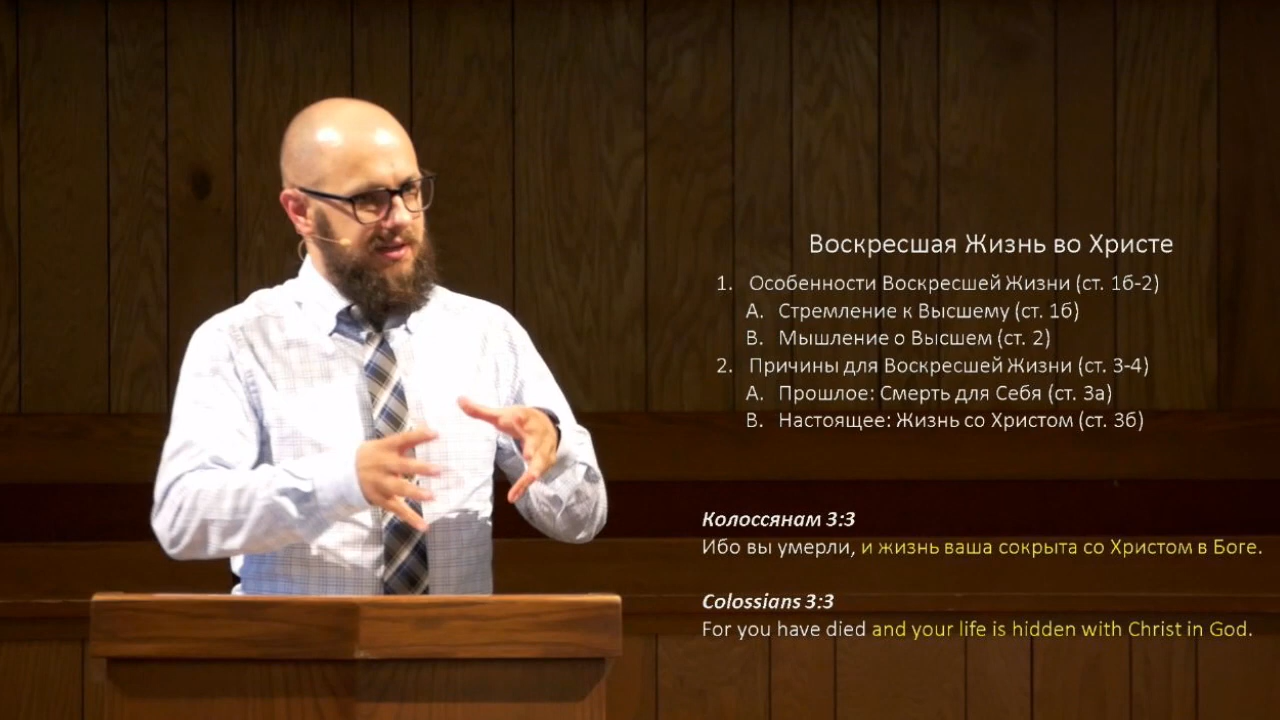 Воскресшая Жизнь во Христе
1. Особенности Воскресшей Жизни (ст. 1б-2)
A. Стремление к Высшему (ст. 1б)
B. Мышление о Высшем (ст. 2)
2. Причины для Воскресшей Жизни (ст. 3-4)
A. Прошлое: Смерть для Себя (ст. 3а)
B. Настоящее: Жизнь со Христом (ст. 3б)
Колоссянам 3:3
Ибо вы умерли, и жизнь ваша сокрыта со Христом в Боге.
Colossians 3:3
For you have died and your life is hidden with Christ in God.